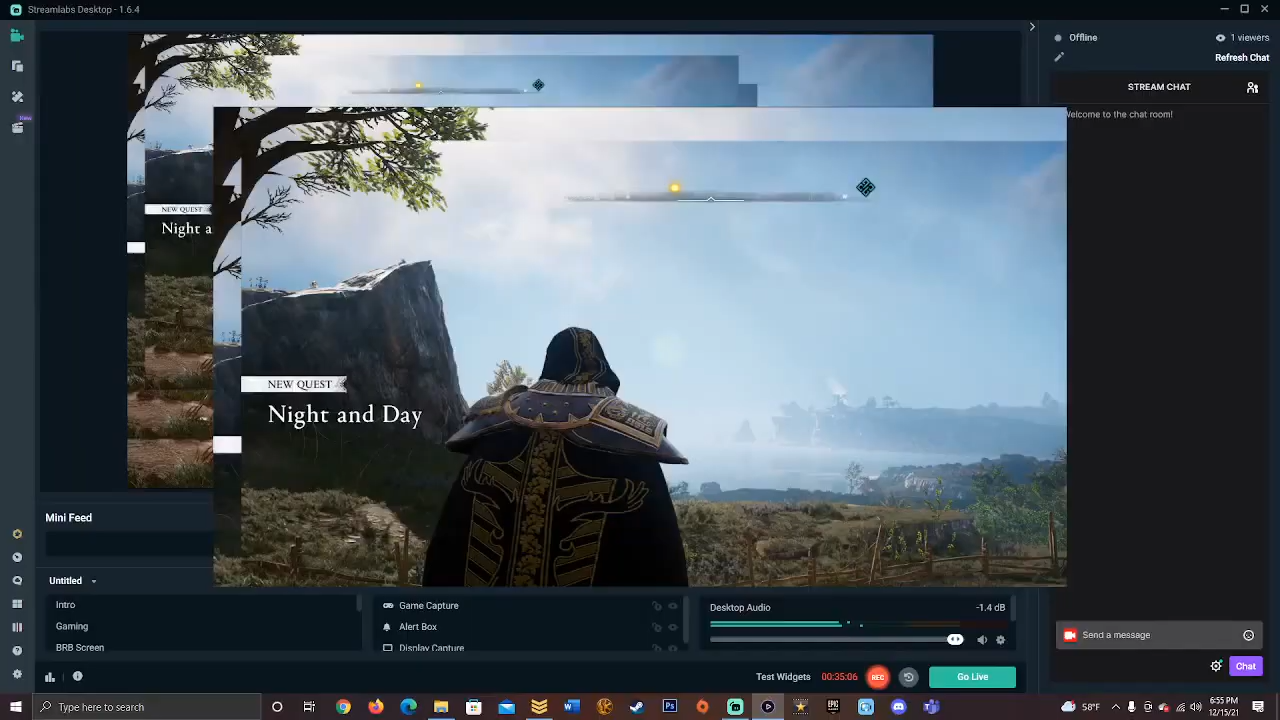 Streamlabs Desktop - 1.6.4
Offline
1 viewers
Refresh Chat
STREAM CHAT
Welcome to the chat room!
New
NEW QUEST
Night a
NEW QUEST
Night and Day
Mini Feed
Untitled
Intro
Gaming
BRB Screen
Game Capture
Alert Box
Display Capture
Desktop Audio
-1.4 dB
Send a message
Chat
Test Widgets
00:35:06
REC
Go Live
Type here to search
58°F
6:55 PM
12/15/21